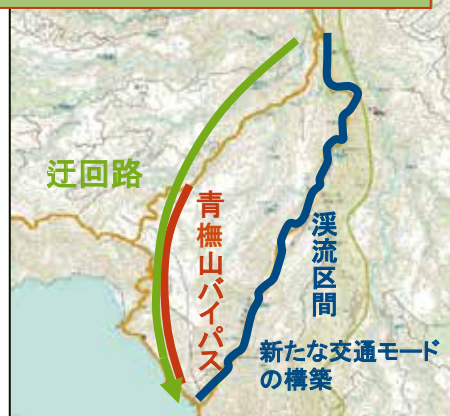 迂回路
青橅山バイパス
渓流区間
新たな交通モード
の構築